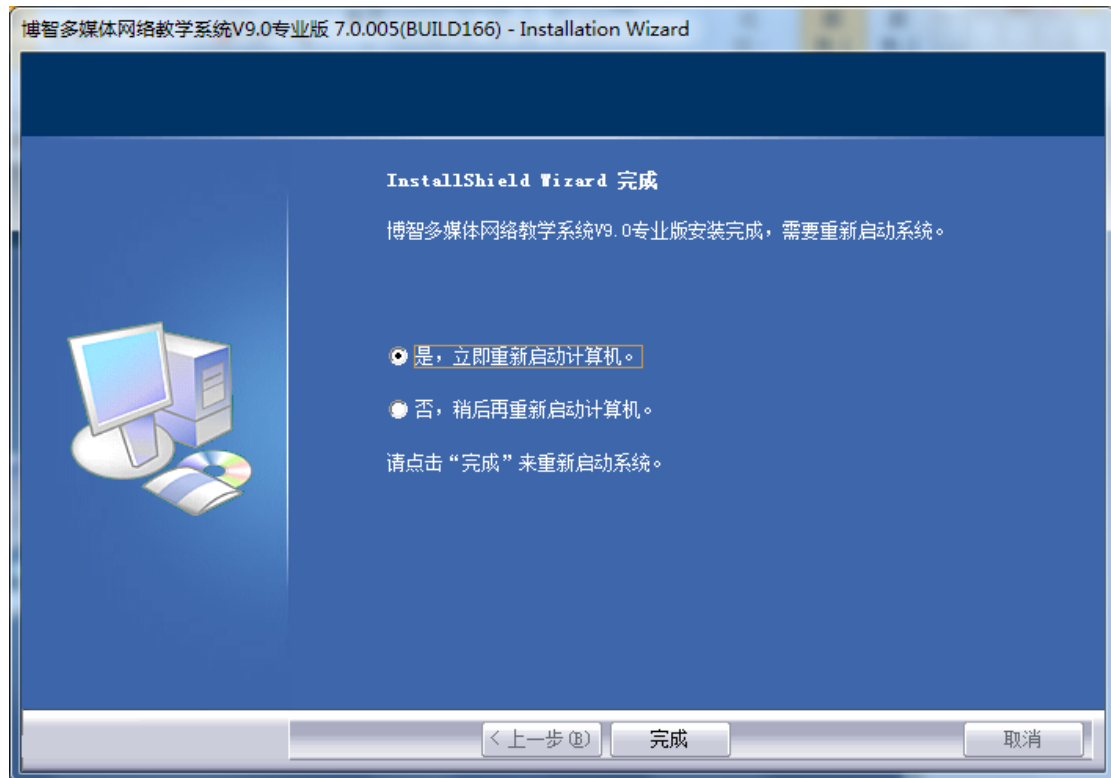 博智多媒体网络教学系统V9.0专业版 7.0.005(BUILD166) - Installation Wizard
InstallShield Wizard 完成
博智多媒体网络教学系统V9.0专业版安装完成，需要重新启动系统。
是，立即重新启动计算机。
否，稍后再重新启动计算机。
请点击“完成”来重新启动系统。
< 上一步(B) 完成 取消